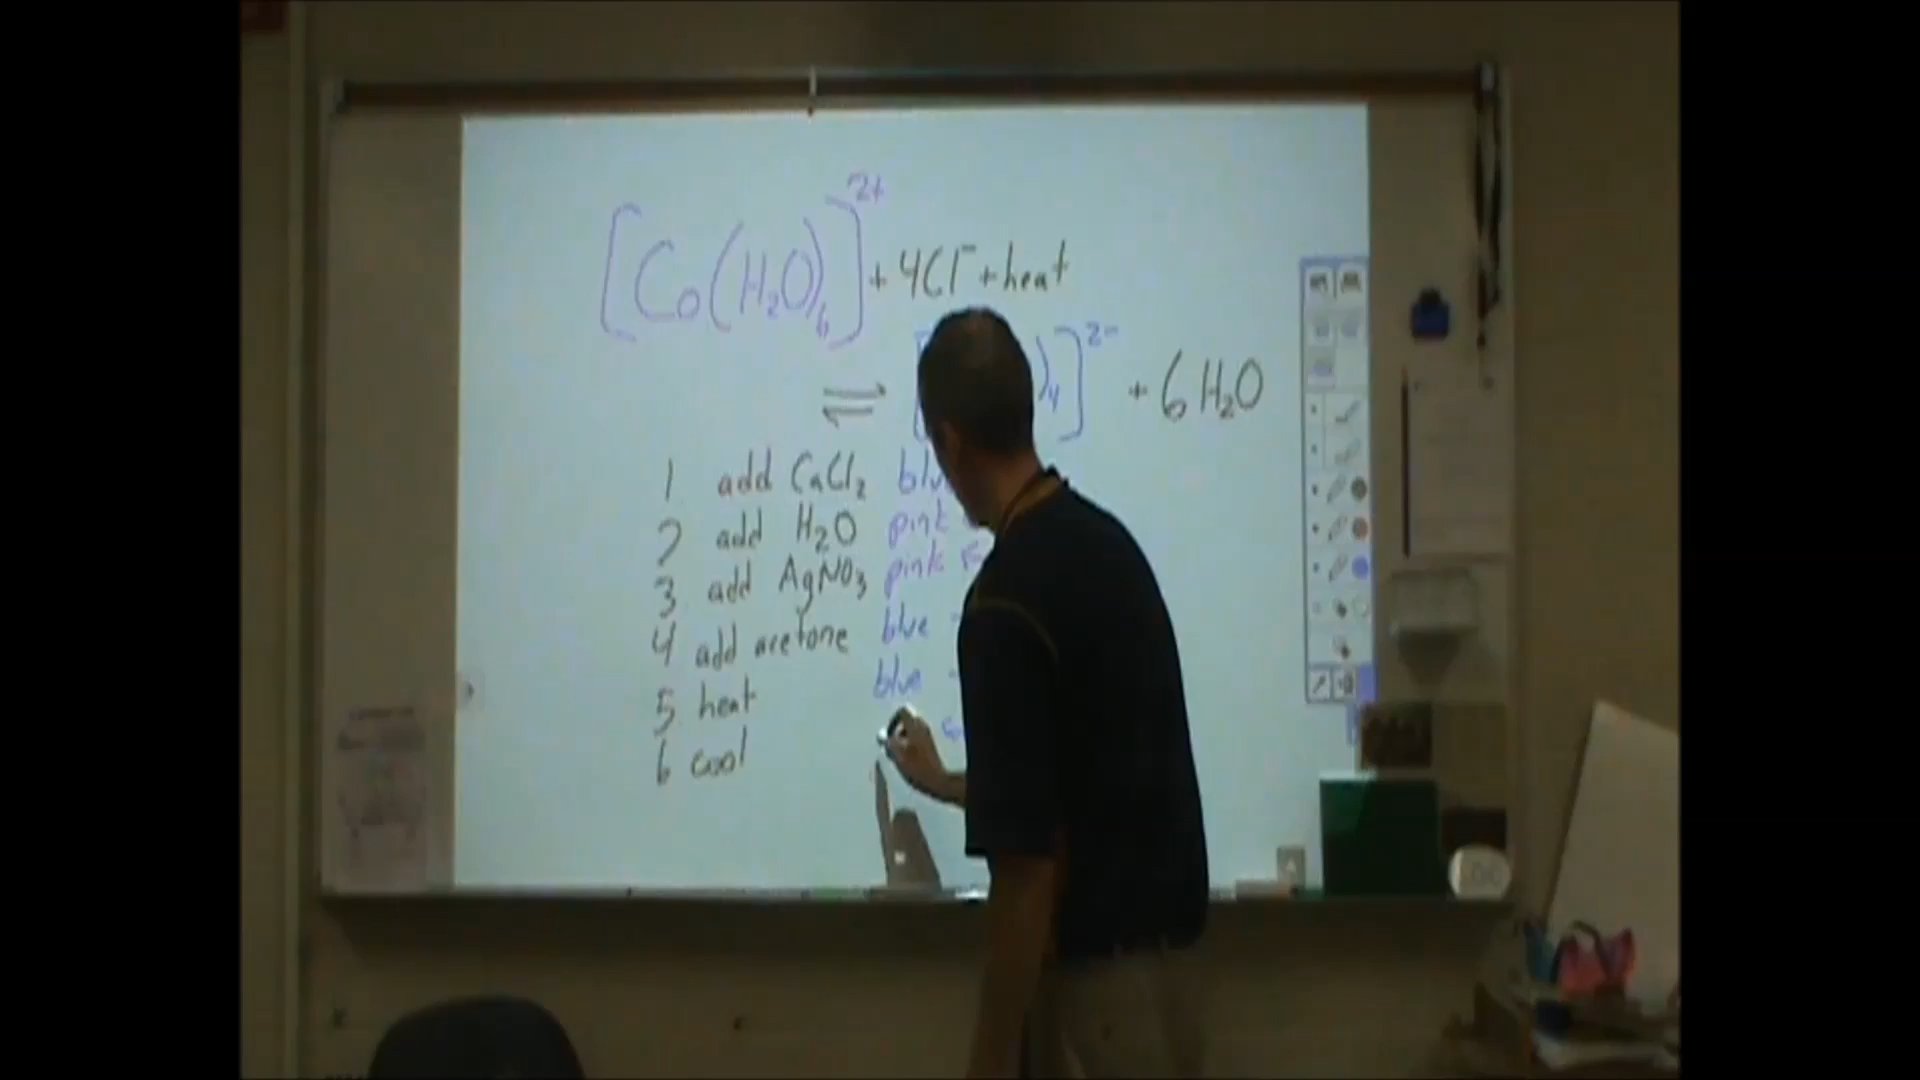 [Co(H₂O)₆]²⁺ + 4Cl⁻ + heat
⇌ [ )₄]²⁻ + 6H₂O
1 add CaCl₂
2 add H₂O pink
3 add AgNO₃ pink
4 add acetone blue
5 heat blue
6 cool